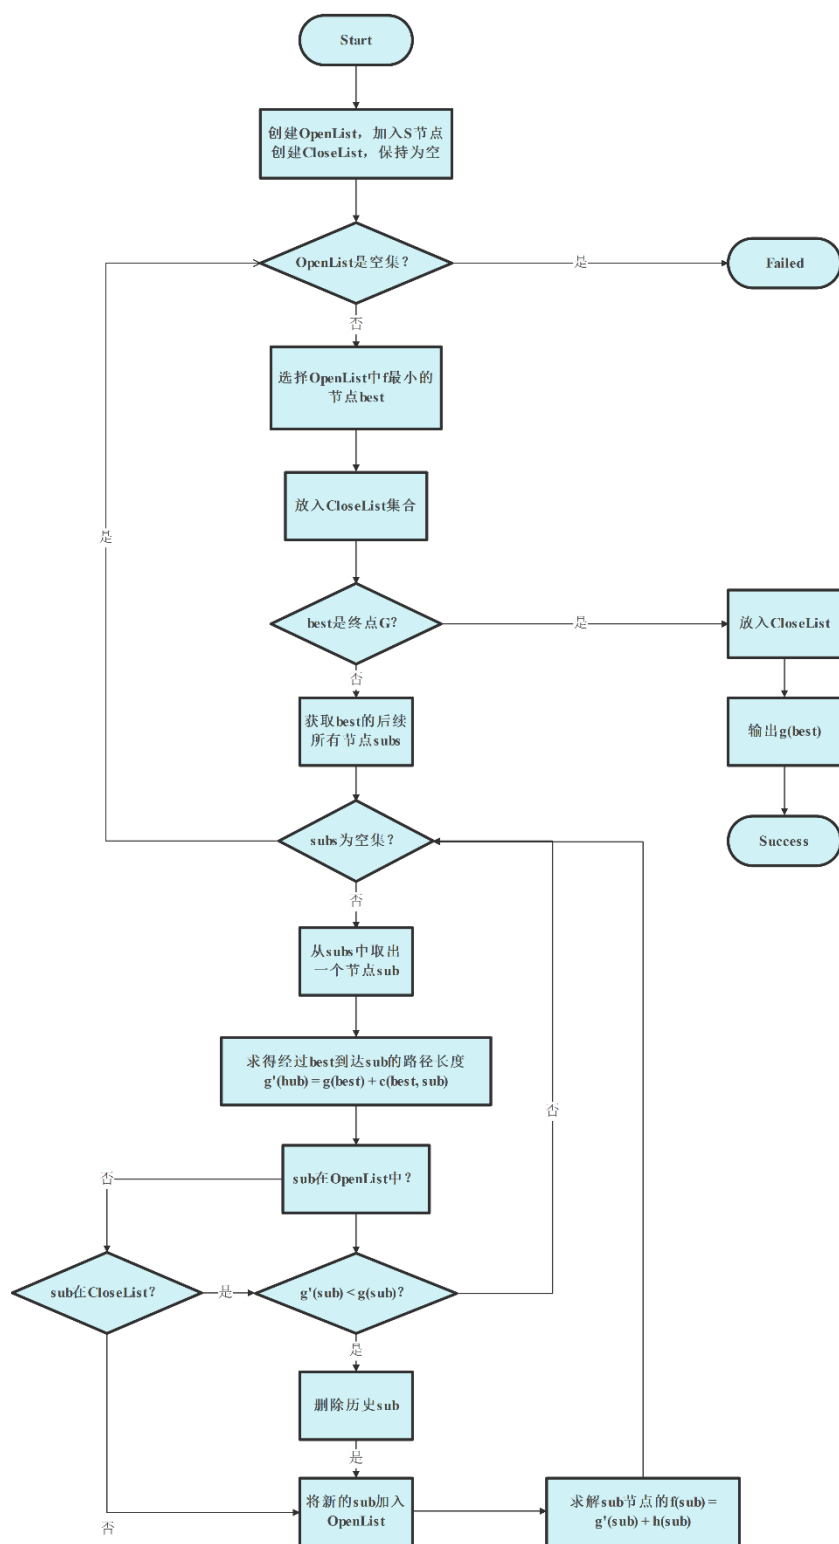 Start
创建OpenList，加入S节点
创建CloseList，保持为空
OpenList是空集？
是
Failed
否
选择OpenList中f最小的
节点best
放入CloseList集合
是
best是终点G？
是
放入CloseList
否
获取best的后续
所有节点subs
输出g(best)
subs为空集？
Success
否
从subs中取出
一个节点sub
求得经过best到达sub的路径长度
g'(hub) = g(best) + c(best, sub)
否
sub在OpenList中？
否
sub在CloseList？
是
g'(sub) < g(sub)？
是
删除历史sub
是
将新的sub加入
OpenList
求解sub节点的f(sub) =
g'(sub) + h(sub)
否